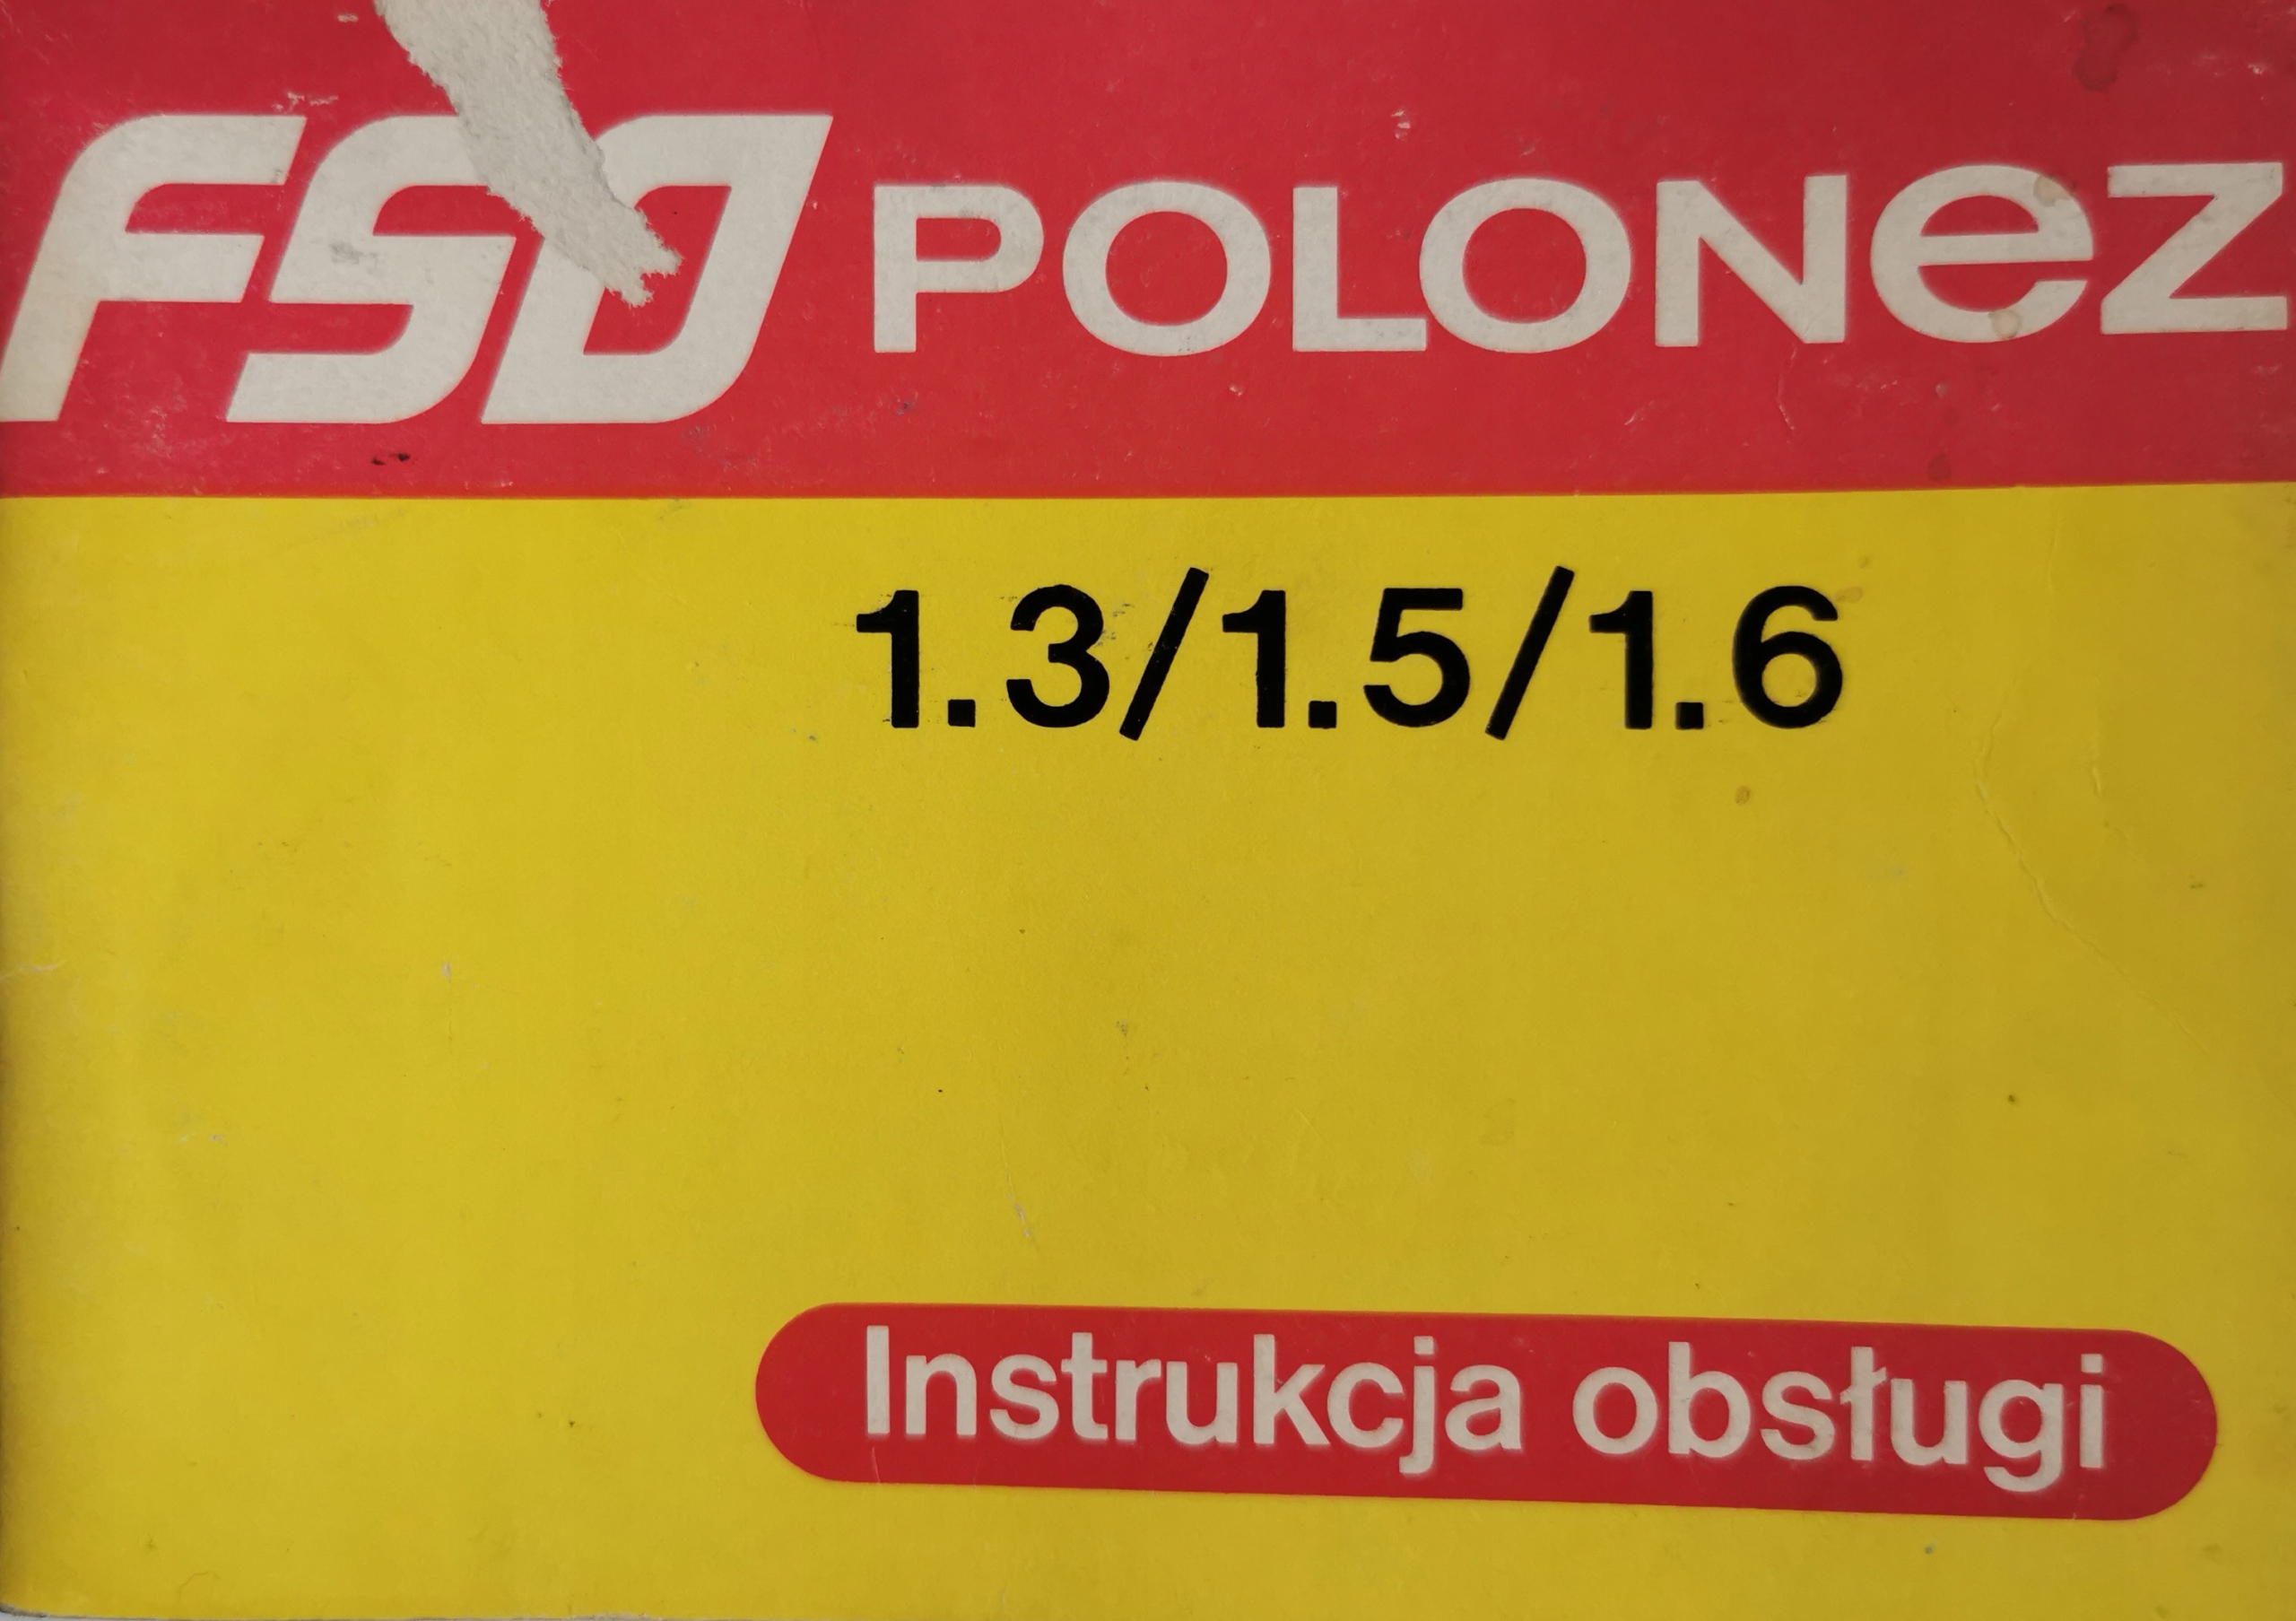 FSO POLONEZ
1.3/1.5/1.6
Instrukcja obsługi